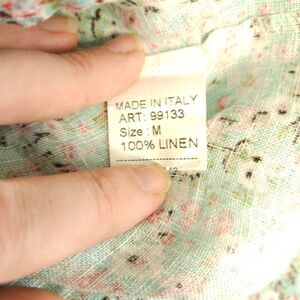 MADE IN ITALY
ART: 99133
Size : M
100% LINEN